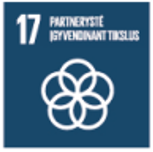 17 PARTNERYSTĖ
ĮGYVENDINANT TIKSLUS